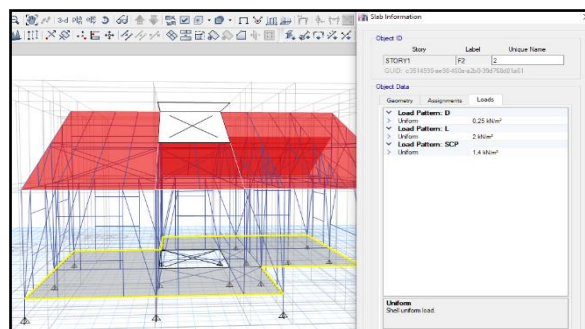 3-d
Slab Information
Object ID
Story Label Unique Name
STORY1 F2 2
Object Data
Geometry Assignments Loads
Load Pattern: D
Uniform 0.25 kN/m²
Load Pattern: L
Uniform 2 kN/m²
Load Pattern: SCP
Uniform 1.4 kN/m²
Uniform
Shell uniform load.